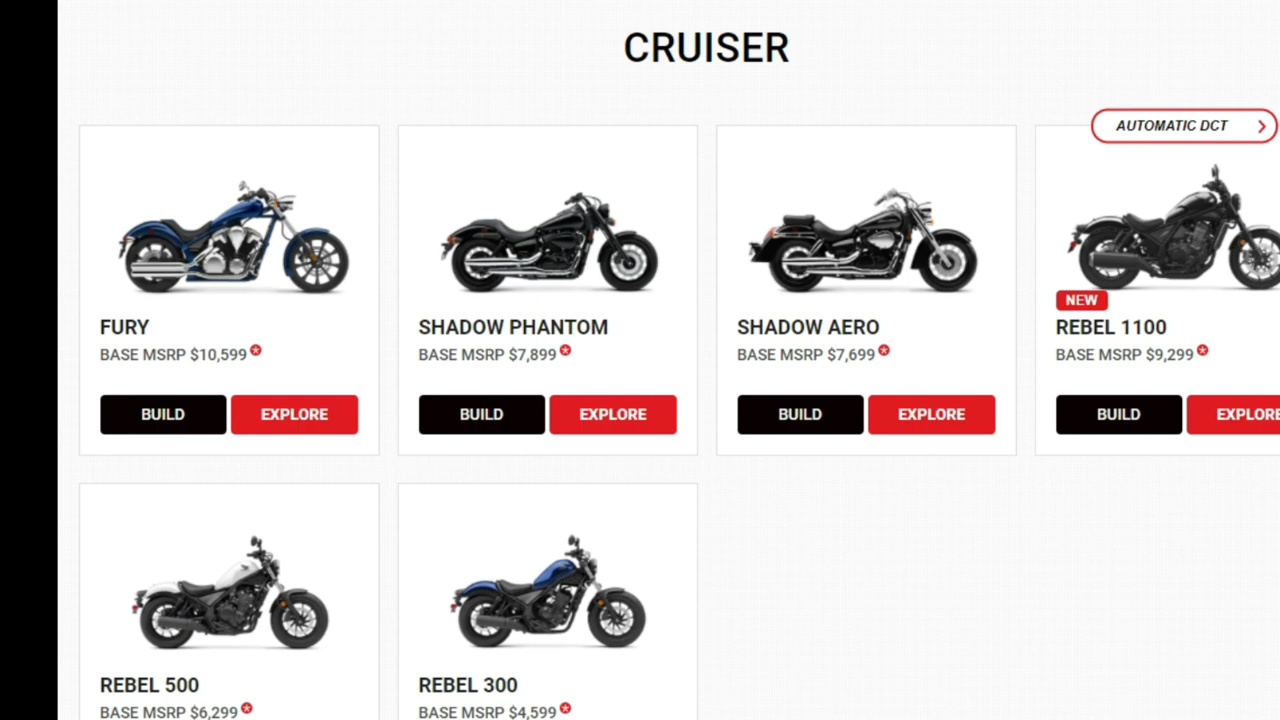 CRUISER
AUTOMATIC DCT
FURY
BASE MSRP $10,599
BUILD
EXPLORE
SHADOW PHANTOM
BASE MSRP $7,899
BUILD
EXPLORE
SHADOW AERO
BASE MSRP $7,699
BUILD
EXPLORE
NEW
REBEL 1100
BASE MSRP $9,299
BUILD
EXPLORE
REBEL 500
BASE MSRP $6,299
REBEL 300
BASE MSRP $4,599